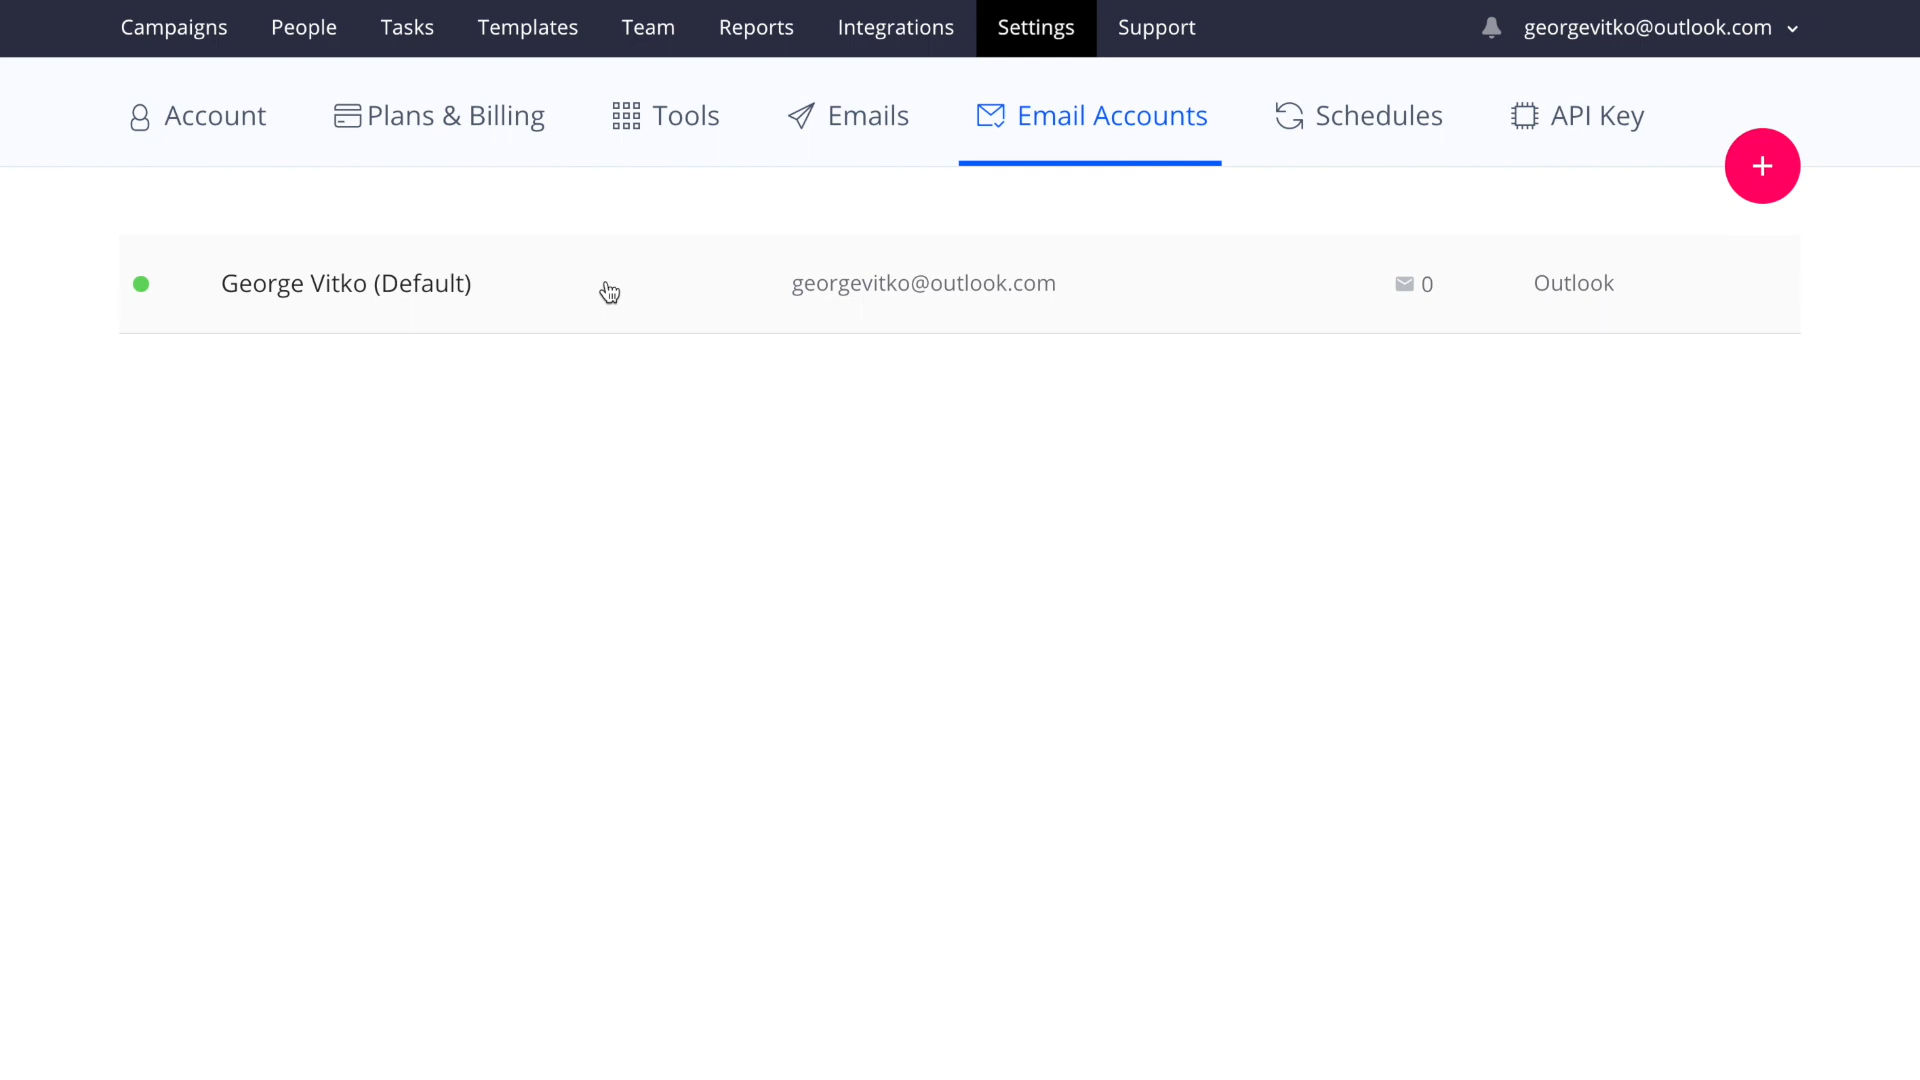 Campaigns People Tasks Templates Team Reports Integrations Settings Support georgevitko@outlook.com
Account Plans & Billing Tools Emails Email Accounts Schedules API Key
+
George Vitko (Default) georgevitko@outlook.com 0 Outlook